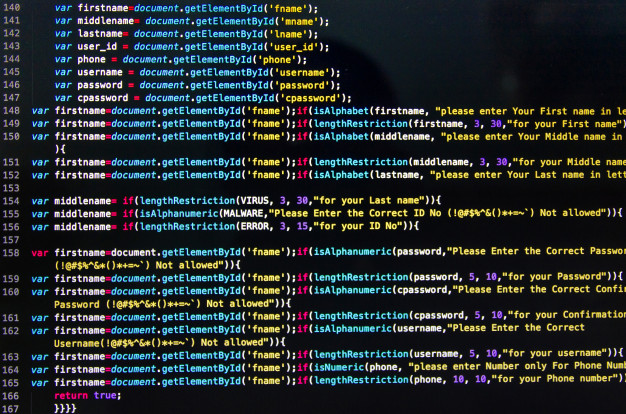 140 var firstname=document.getElementById('fname');
141 var middlename= document.getElementById('mname');
142 var lastname= document.getElementById('lname');
143 var user_id = document.getElementById('user_id');
144 var phone = document.getElementById('phone');
145 var username = document.getElementById('username');
146 var password = document.getElementById('password');
147 var cpassword = document.getElementById('cpassword');
148 var firstname=document.getElementById('fname');if(isAlphabet(firstname, "please enter Your First name in le
149 var firstname=document.getElementById('fname');if(lengthRestriction(firstname, 3, 30,"for your First name")
150 var firstname=document.getElementById('fname');if(isAlphabet(middlename, "please enter Your Middle name in
){
151 var firstname=document.getElementById('fname');if(lengthRestriction(middlename, 3, 30,"for your Middle name
152 var firstname=document.getElementById('fname');if(isAlphabet(lastname, "please enter Your Last name in lett
153
154 var middlename= if(lengthRestriction(VIRUS, 3, 30,"for your Last name")){
155 var middlename= if(isAlphanumeric(MALWARE,"Please Enter the Correct ID No (!@#$%^&()*+=~`) Not allowed")){
156 var middlename= if(lengthRestriction(ERROR, 3, 15,"for your ID No")){
157
158 var firstname=document.getElementById('fname');if(isAlphanumeric(password,"Please Enter the Correct Passwor
(!@#$%^&*()*+=~`) Not allowed")){
159 var firstname=document.getElementById('fname');if(lengthRestriction(password, 5, 10,"for your Password")){
160 var firstname=document.getElementById('fname');if(isAlphanumeric(cpassword,"Please Enter the Correct Confir
Password (!@#$%^&*()*+=~`) Not allowed")){
161 var firstname=document.getElementById('fname');if(lengthRestriction(cpassword, 5, 10,"for your Confirmation
162 var firstname=document.getElementById('fname');if(isAlphanumeric(username,"Please Enter the Correct
Username(!@#$%^&*()*+=~`) Not allowed")){
163 var firstname=document.getElementById('fname');if(lengthRestriction(username, 5, 10,"for your username")){
164 var firstname=document.getElementById('fname');if(isNumeric(phone, "please enter Number only For Phone Numb
165 var firstname=document.getElementById('fname');if(lengthRestriction(phone, 10, 10,"for your Phone number")
166 return true;
167 }}}}